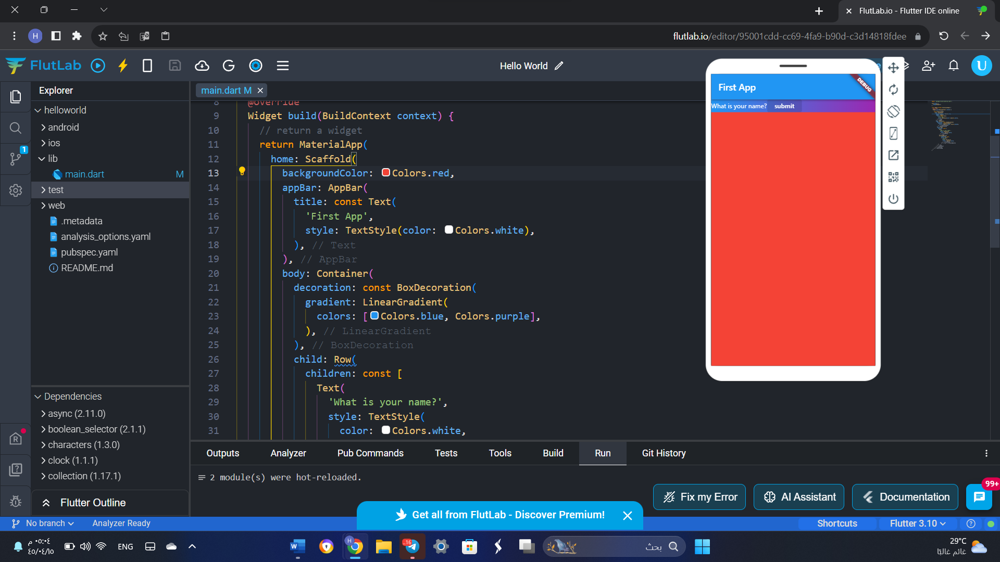 FlutLab.io - Flutter IDE online
H
flutlab.io/editor/95001cdd-cc69-4fa9-b90d-c3d14818fdee
FlutLab
Hello World
U
Explorer
main.dart M
helloworld
android
ios
lib
main.dart M
test
web
.metadata
analysis_options.yaml
pubspec.yaml
README.md
1
Dependencies
async (2.11.0)
boolean_selector (2.1.1)
characters (1.3.0)
clock (1.1.1)
collection (1.17.1)
Flutter Outline
8 @override
9 Widget build(BuildContext context) {
10 // return a widget
11 return MaterialApp(
12 home: Scaffold(
13 backgroundColor: Colors.red,
14 appBar: AppBar(
15 title: const Text(
16 'First App',
17 style: TextStyle(color: Colors.white),
18 ), // Text
19 ), // AppBar
20 body: Container(
21 decoration: const BoxDecoration(
22 gradient: LinearGradient(
23 colors: [Colors.blue, Colors.purple],
24 ), // LinearGradient
25 ), // BoxDecoration
26 child: Row(
27 children: const [
28 Text(
29 'What is your name?',
30 style: TextStyle(
31 color: Colors.white,
First App
DEBUG
What is your name? submit
Outputs Analyzer Pub Commands Tests Tools Build Run Git History
2 module(s) were hot-reloaded.
Fix my Error
AI Assistant
Documentation
99+
Get all from FlutLab - Discover Premium!
No branch Analyzer Ready
Shortcuts Flutter 3.10
٠٥:٠٤ م
٤٥/٠٤/١٥
ENG
H
..16
بحث
29°C
غائم غالبًا